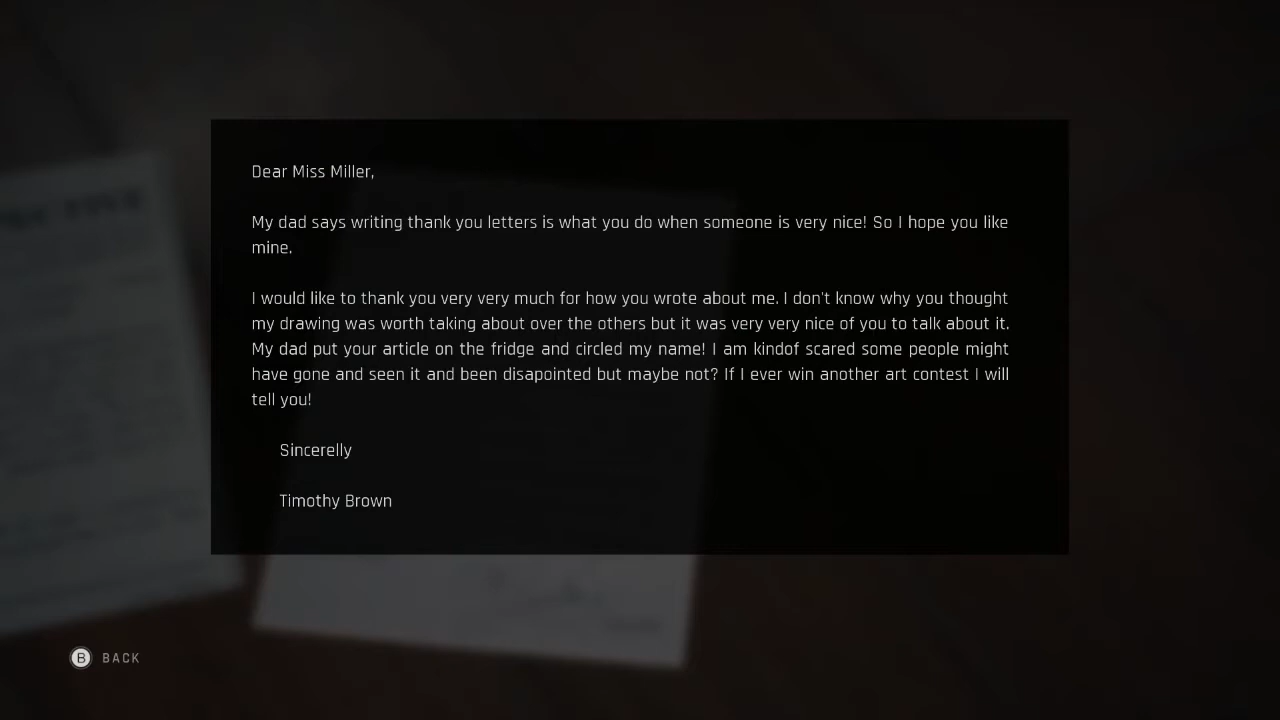 Dear Miss Miller,
My dad says writing thank you letters is what you do when someone is very nice! So I hope you like
mine.
I would like to thank you very very much for how you wrote about me. I don't know why you thought
my drawing was worth taking about over the others but it was very very nice of you to talk about it.
My dad put your article on the fridge and circled my name! I am kindof scared some people might
have gone and seen it and been disapointed but maybe not? If I ever win another art contest I will
tell you!
Sincerelly
Timothy Brown
B BACK